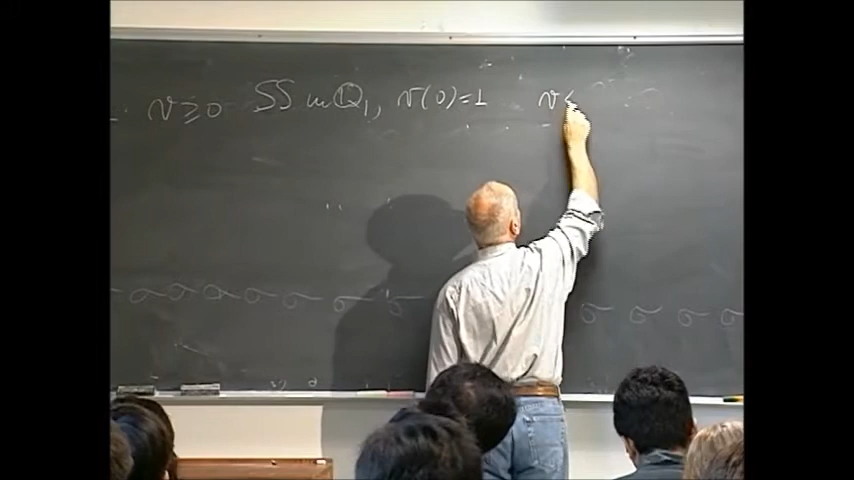 v ≥ 0 SS in Q₁, v(0) = 1 v <
σ σ σ σ σ σ σ σ σ σ σ